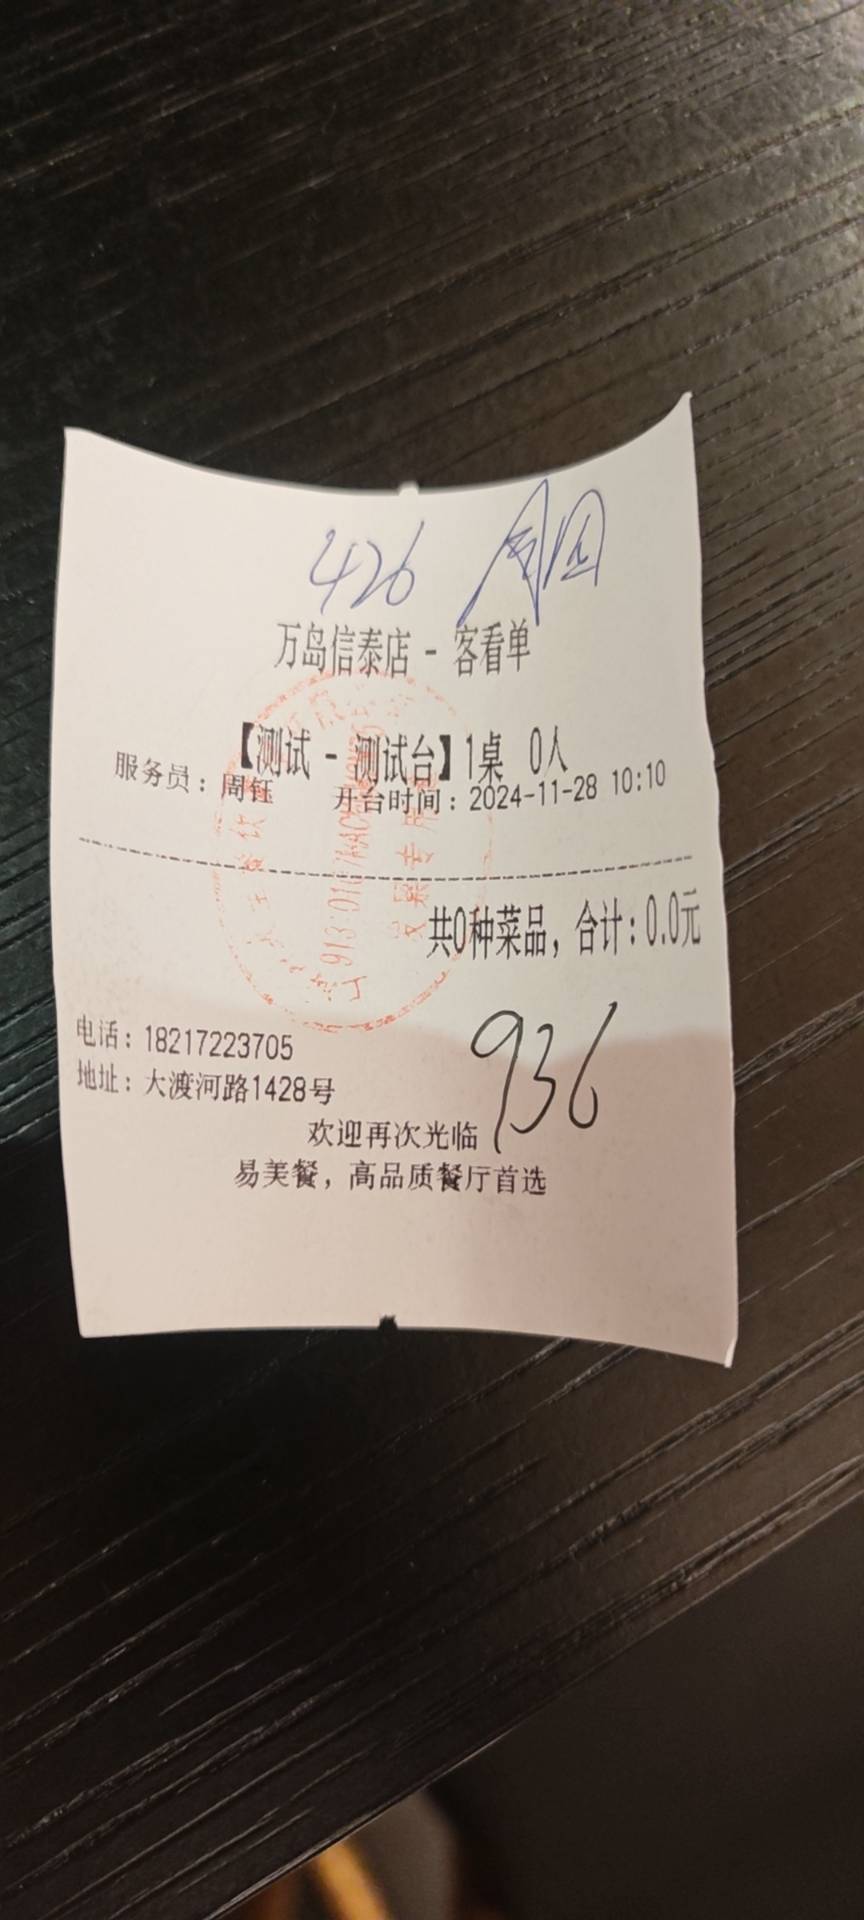 426 周
万岛信泰店 - 客看单
【测试 - 测试台】1桌 0人
服务员：周钰 开台时间：2024-11-28 10:10
共0种菜品，合计：0.0元
936
电话：18217223705
地址：大渡河路1428号
欢迎再次光临
易美餐，高品质餐厅首选